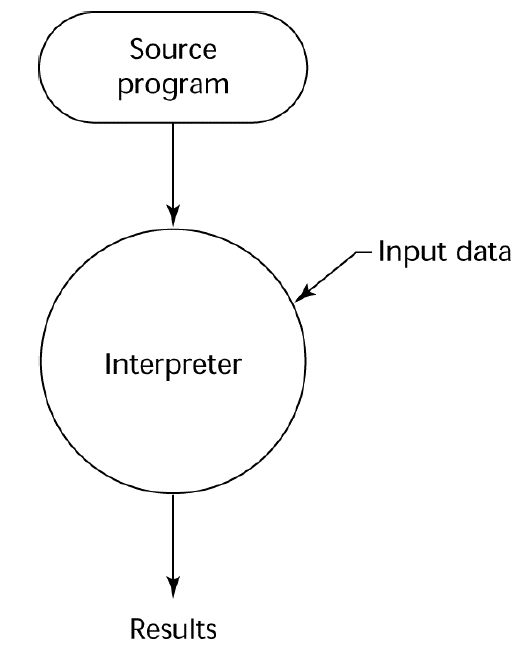 Source
program
Input data
Interpreter
Results